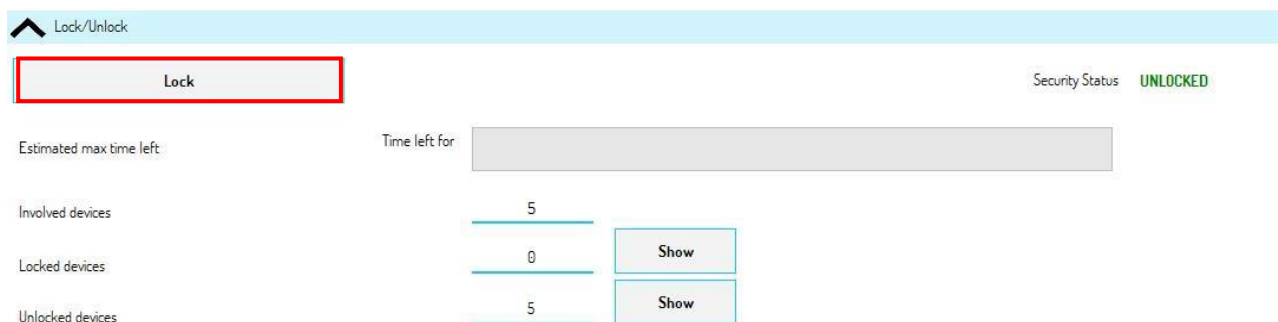 Lock/Unlock
Lock
Security Status UNLOCKED
Estimated max time left
Time left for
Involved devices 5
Locked devices 0 Show
Unlocked devices 5 Show